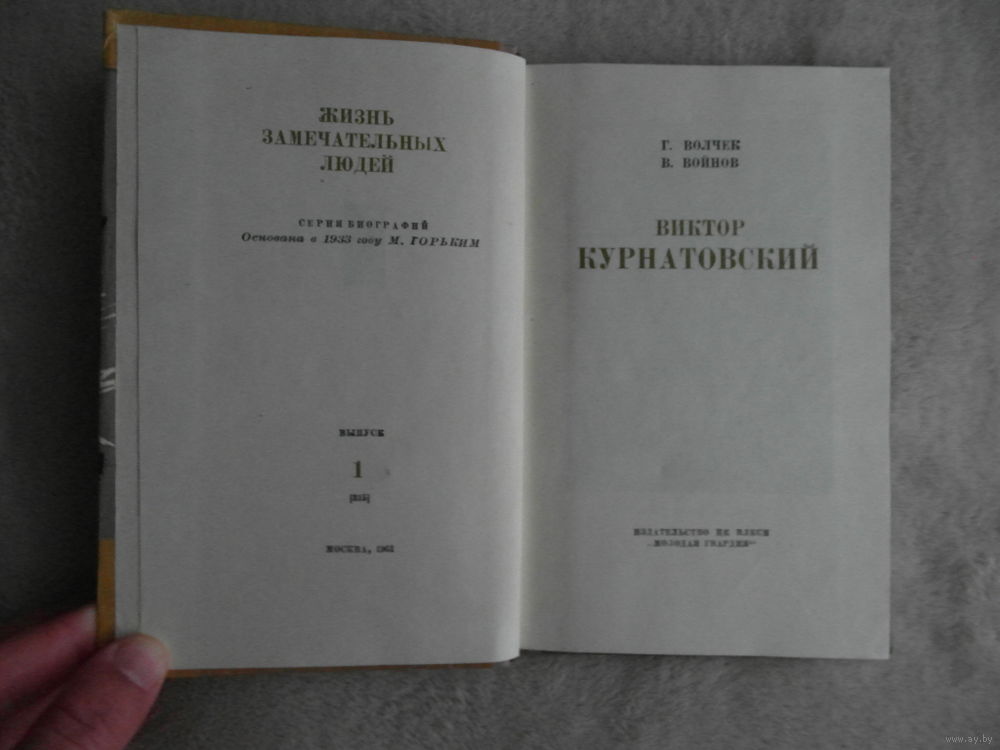 ЖИЗНЬ
ЗАМЕЧАТЕЛЬНЫХ
ЛЮДЕЙ
СЕРИЯ БИОГРАФИЙ
Основана в 1933 году М. ГОРЬКИМ
ВЫПУСК
1
МОСКВА, 1961
Г. ВОЛЧЕК
В. ВОЙНОВ
ВИКТОР
КУРНАТОВСКИЙ
ИЗДАТЕЛЬСТВО ЦК ВЛКСМ
„МОЛОДАЯ ГВАРДИЯ“
www.ay.by